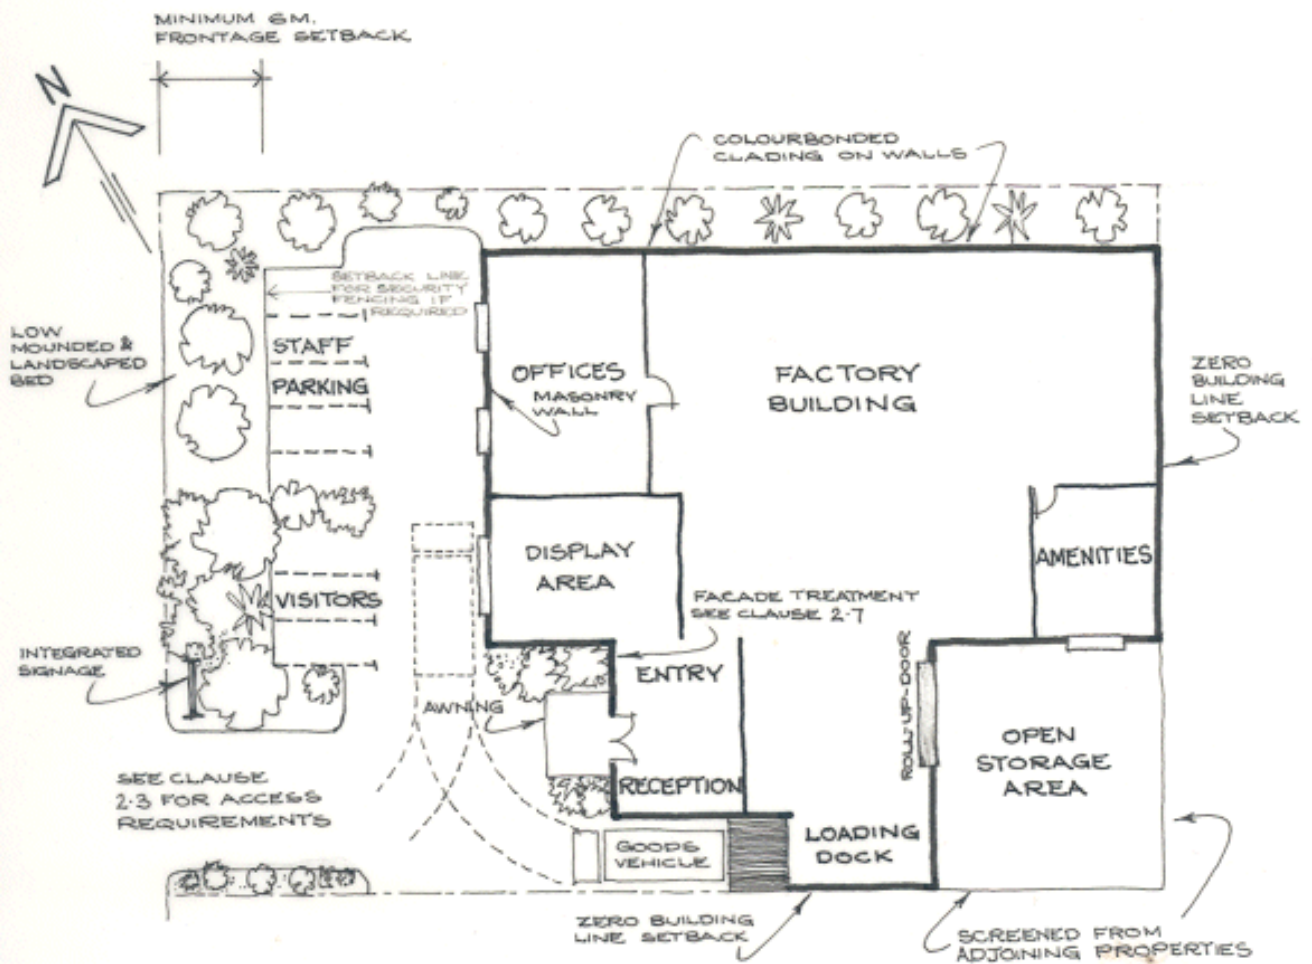 MINIMUM 6M.
FRONTAGE SETBACK
N
COLOURBONDED
CLADING ON WALLS
SETBACK LINE
FOR SECURITY
FENCING IF
REQUIRED
LOW
MOUNDED &
LANDSCAPED
BED
STAFF
PARKING
OFFICES
MASONRY
WALL
FACTORY
BUILDING
ZERO
BUILDING
LINE
SETBACK
DISPLAY
AREA
AMENITIES
VISITORS
FACADE TREATMENT
SEE CLAUSE 2.7
INTEGRATED
SIGNAGE
ENTRY
AWNING
ROLL UP-DOOR
OPEN
STORAGE
AREA
RECEPTION
SEE CLAUSE
2.3 FOR ACCESS
REQUIREMENTS
GOODS
VEHICLE
LOADING
DOCK
ZERO BUILDING
LINE SETBACK
SCREENED FROM
ADJOINING PROPERTIES